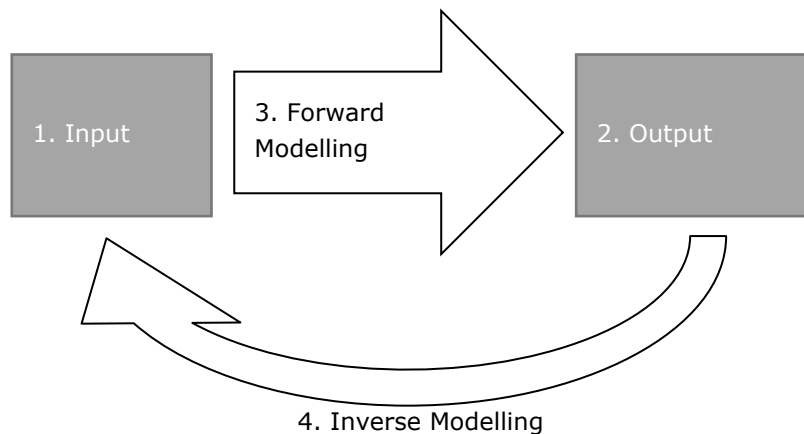 1. Input
3. Forward
Modelling
2. Output
4. Inverse Modelling